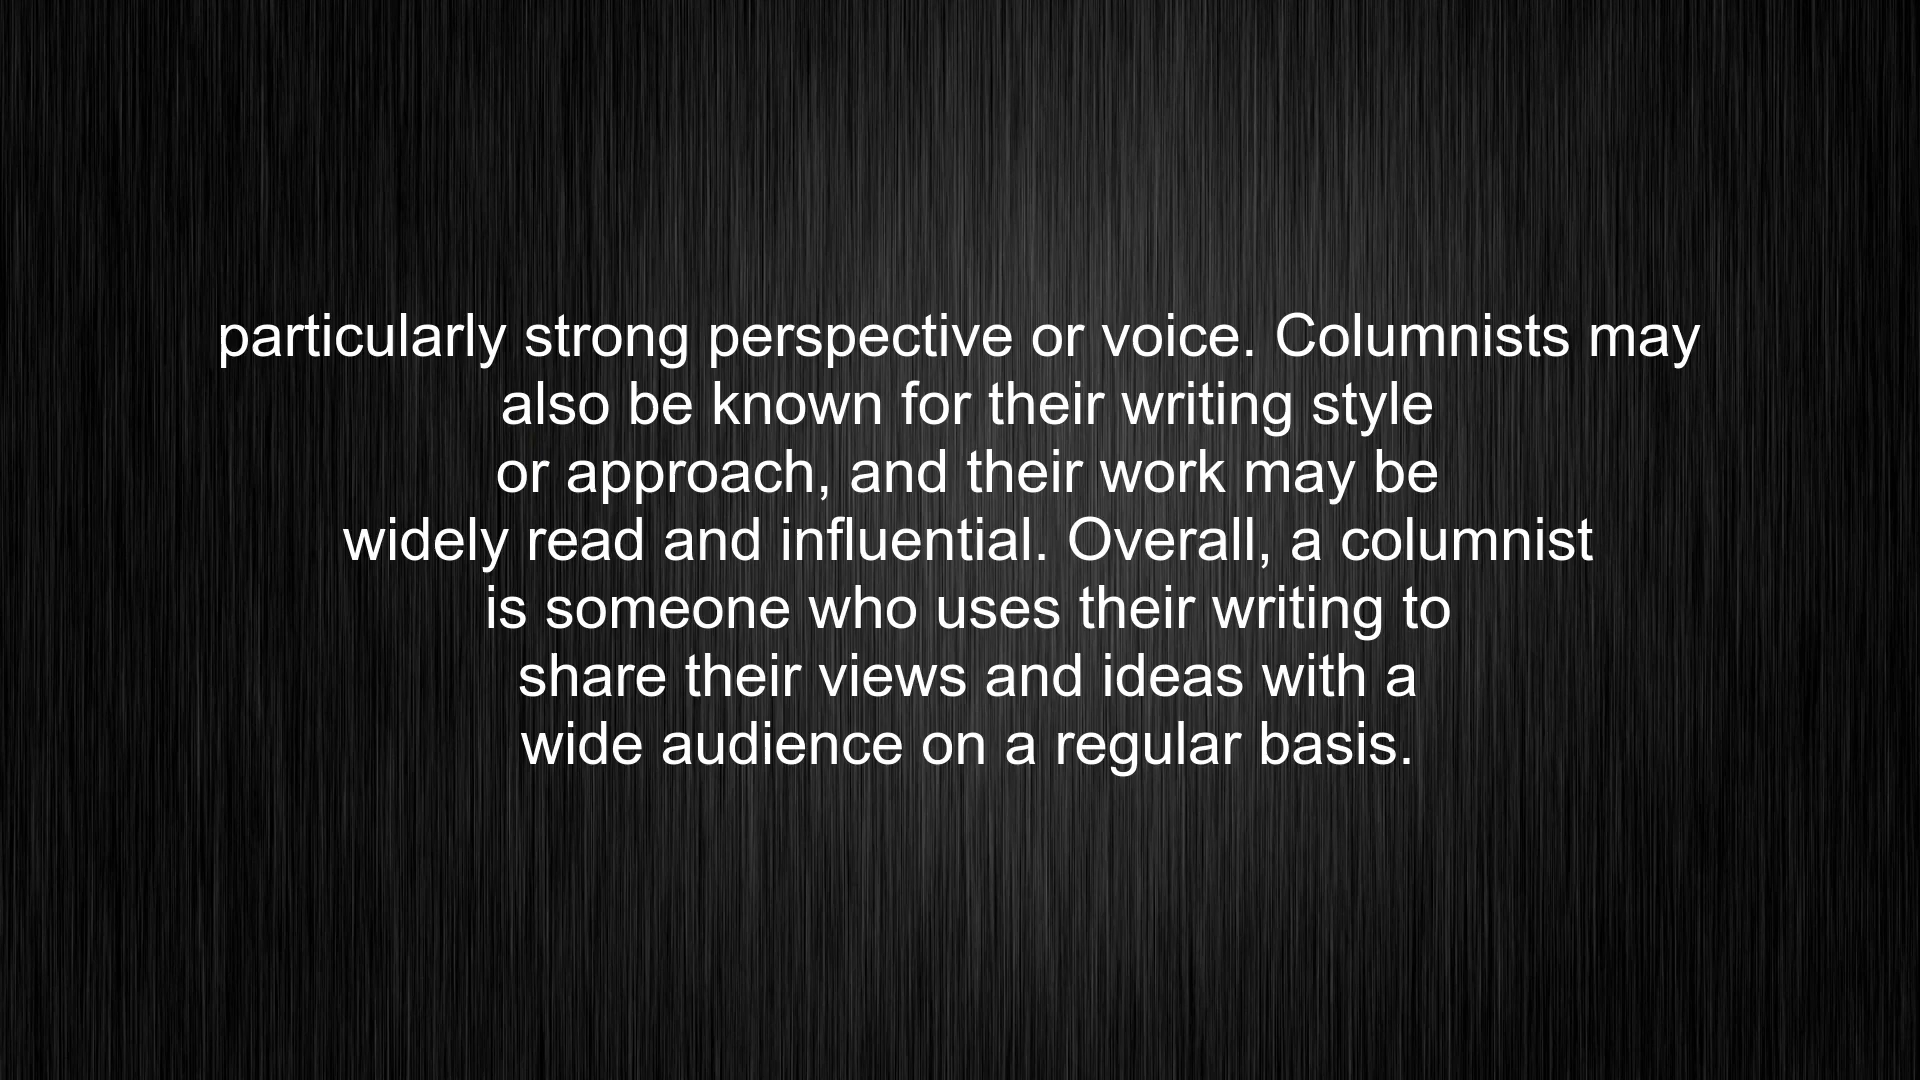 particularly strong perspective or voice. Columnists may
also be known for their writing style
or approach, and their work may be
widely read and influential. Overall, a columnist
is someone who uses their writing to
share their views and ideas with a
wide audience on a regular basis.